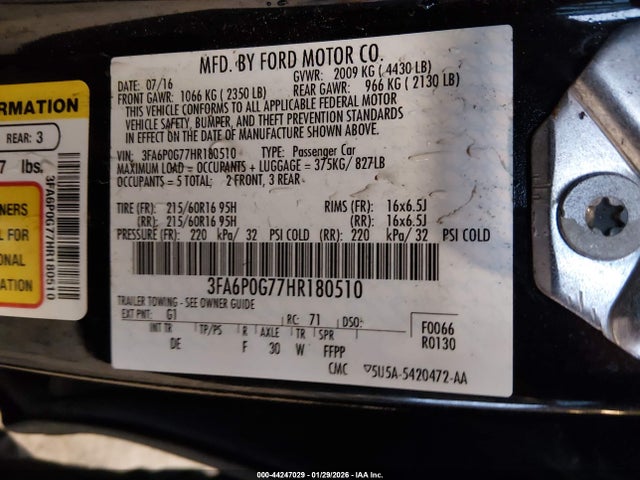 MFD. BY FORD MOTOR CO.
DATE: 07/16
GVWR: 2009 KG ( 4430 LB)
FRONT GAWR: 1066 KG ( 2350 LB)
REAR GAWR: 966 KG ( 2130 LB)
THIS VEHICLE CONFORMS TO ALL APPLICABLE FEDERAL MOTOR
VEHICLE SAFETY, BUMPER, AND THEFT PREVENTION STANDARDS
IN EFFECT ON THE DATE OF MANUFACTURE SHOWN ABOVE.
VIN: 3FA6P0G77HR180510 TYPE: Passenger Car
MAXIMUM LOAD = OCCUPANTS + LUGGAGE = 375KG/ 827LB
OCCUPANTS = 5 TOTAL: 2-FRONT, 3 REAR
TIRE (FR): 215/60R16 95H RIMS (FR): 16x6.5J
(RR): 215/60R16 95H (RR): 16x6.5J
PRESSURE (FR): 220 kPa/ 32 PSI COLD (RR): 220 kPa/ 32 PSI COLD
3FA6P0G77HR180510
TRAILER TOWING - SEE OWNER GUIDE
EXT PNT: G1 RC: 71 DSO:
F0066
R0130
INT TR TP/PS R AXLE TR SPR
DE F 30 W FFPP
CMC 5U5A-5420472-AA
ORMATION
REAR: 3
7 lbs.
NERS
L FOR
ONAL
ION
3FA6P0G77HR180510
000-44247029 - 01/29/2026 - IAA Inc.